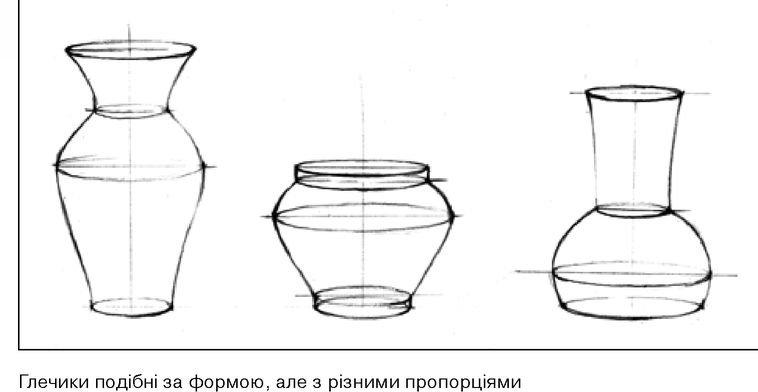 Глечики подібні за формою, але з різними пропорціями